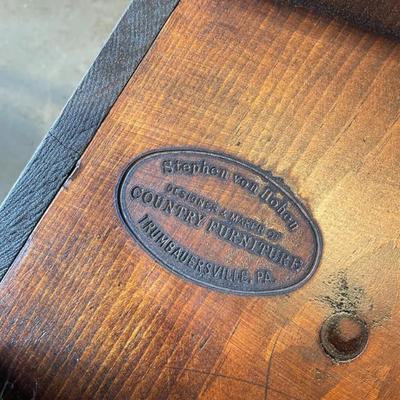 Stephen von Hohen
DESIGNER & MAKER OF
COUNTRY FURNITURE
TRUMBAUERSVILLE, PA.